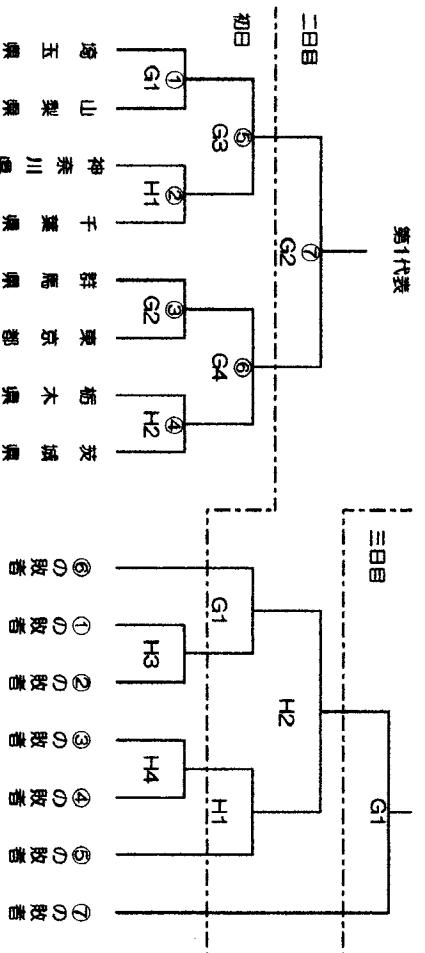 第1代表
二日目
初日
三日目
⑦
G2
⑤
G3
⑥
G4
①
G1
②
H1
③
G2
④
H2
埼玉県
山梨県
神奈川県
千葉県
群馬県
東京都
栃木県
茨城県
G1
H2
G1
H3
H4
H1
⑥の敗者
①の敗者
②の敗者
③の敗者
④の敗者
⑤の敗者
⑦の敗者